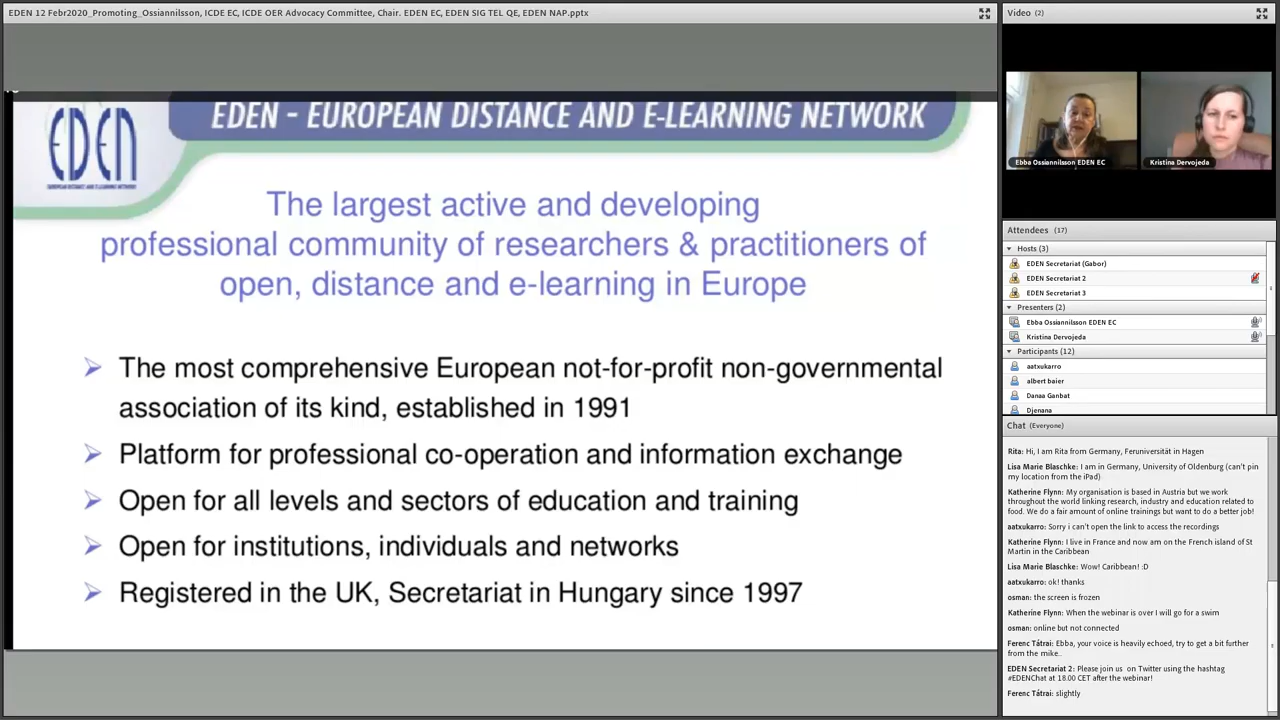 EDEN 12 Febr2020_Promoting_Ossiannilsson, ICDE EC, ICDE OER Advocacy Committee, Chair. EDEN EC, EDEN SIG TEL QE, EDEN NAP.pptx
EDEN
EUROPEAN DISTANCE AND E-LEARNING NETWORK
EDEN - EUROPEAN DISTANCE AND E-LEARNING NETWORK
The largest active and developing
professional community of researchers & practitioners of
open, distance and e-learning in Europe
The most comprehensive European not-for-profit non-governmental
association of its kind, established in 1991
Platform for professional co-operation and information exchange
Open for all levels and sectors of education and training
Open for institutions, individuals and networks
Registered in the UK, Secretariat in Hungary since 1997
Video (2)
Ebba Ossiannilsson EDEN EC
Kristina Dervojeda
Attendees (17)
Hosts (3)
EDEN Secretariat (Gabor)
EDEN Secretariat 2
EDEN Secretariat 3
Presenters (2)
Ebba Ossiannilsson EDEN EC
Kristina Dervojeda
Participants (12)
aatxukarro
albert baier
Danaa Ganbat
Djenana
Chat (Everyone)
Rita: Hi, I am Rita from Germany, Feruniversität in Hagen
Lisa Marie Blaschke: I am in Germany, University of Oldenburg (can't pin
my location from the iPad)
Katherine Flynn: My organisation is based in Austria but we work
throughout the world linking research, industry and education related to
food. We do a fair amount of online trainings but want to do a better job!
aatxukarro: Sorry i can't open the link to access the recordings
Katherine Flynn: I live in France and now am on the French island of St
Martin in the Caribbean
Lisa Marie Blaschke: Wow! Caribbean! :D
aatxukarro: ok! thanks
osman: the screen is frozen
Katherine Flynn: When the webinar is over I will go for a swim
osman: online but not connected
Ferenc Tátrai: Ebba, your voice is heavily echoed, try to get a bit further
from the mike..
EDEN Secretariat 2: Please join us on Twitter using the hashtag
#EDENChat at 18.00 CET after the webinar!
Ferenc Tátrai: slightly